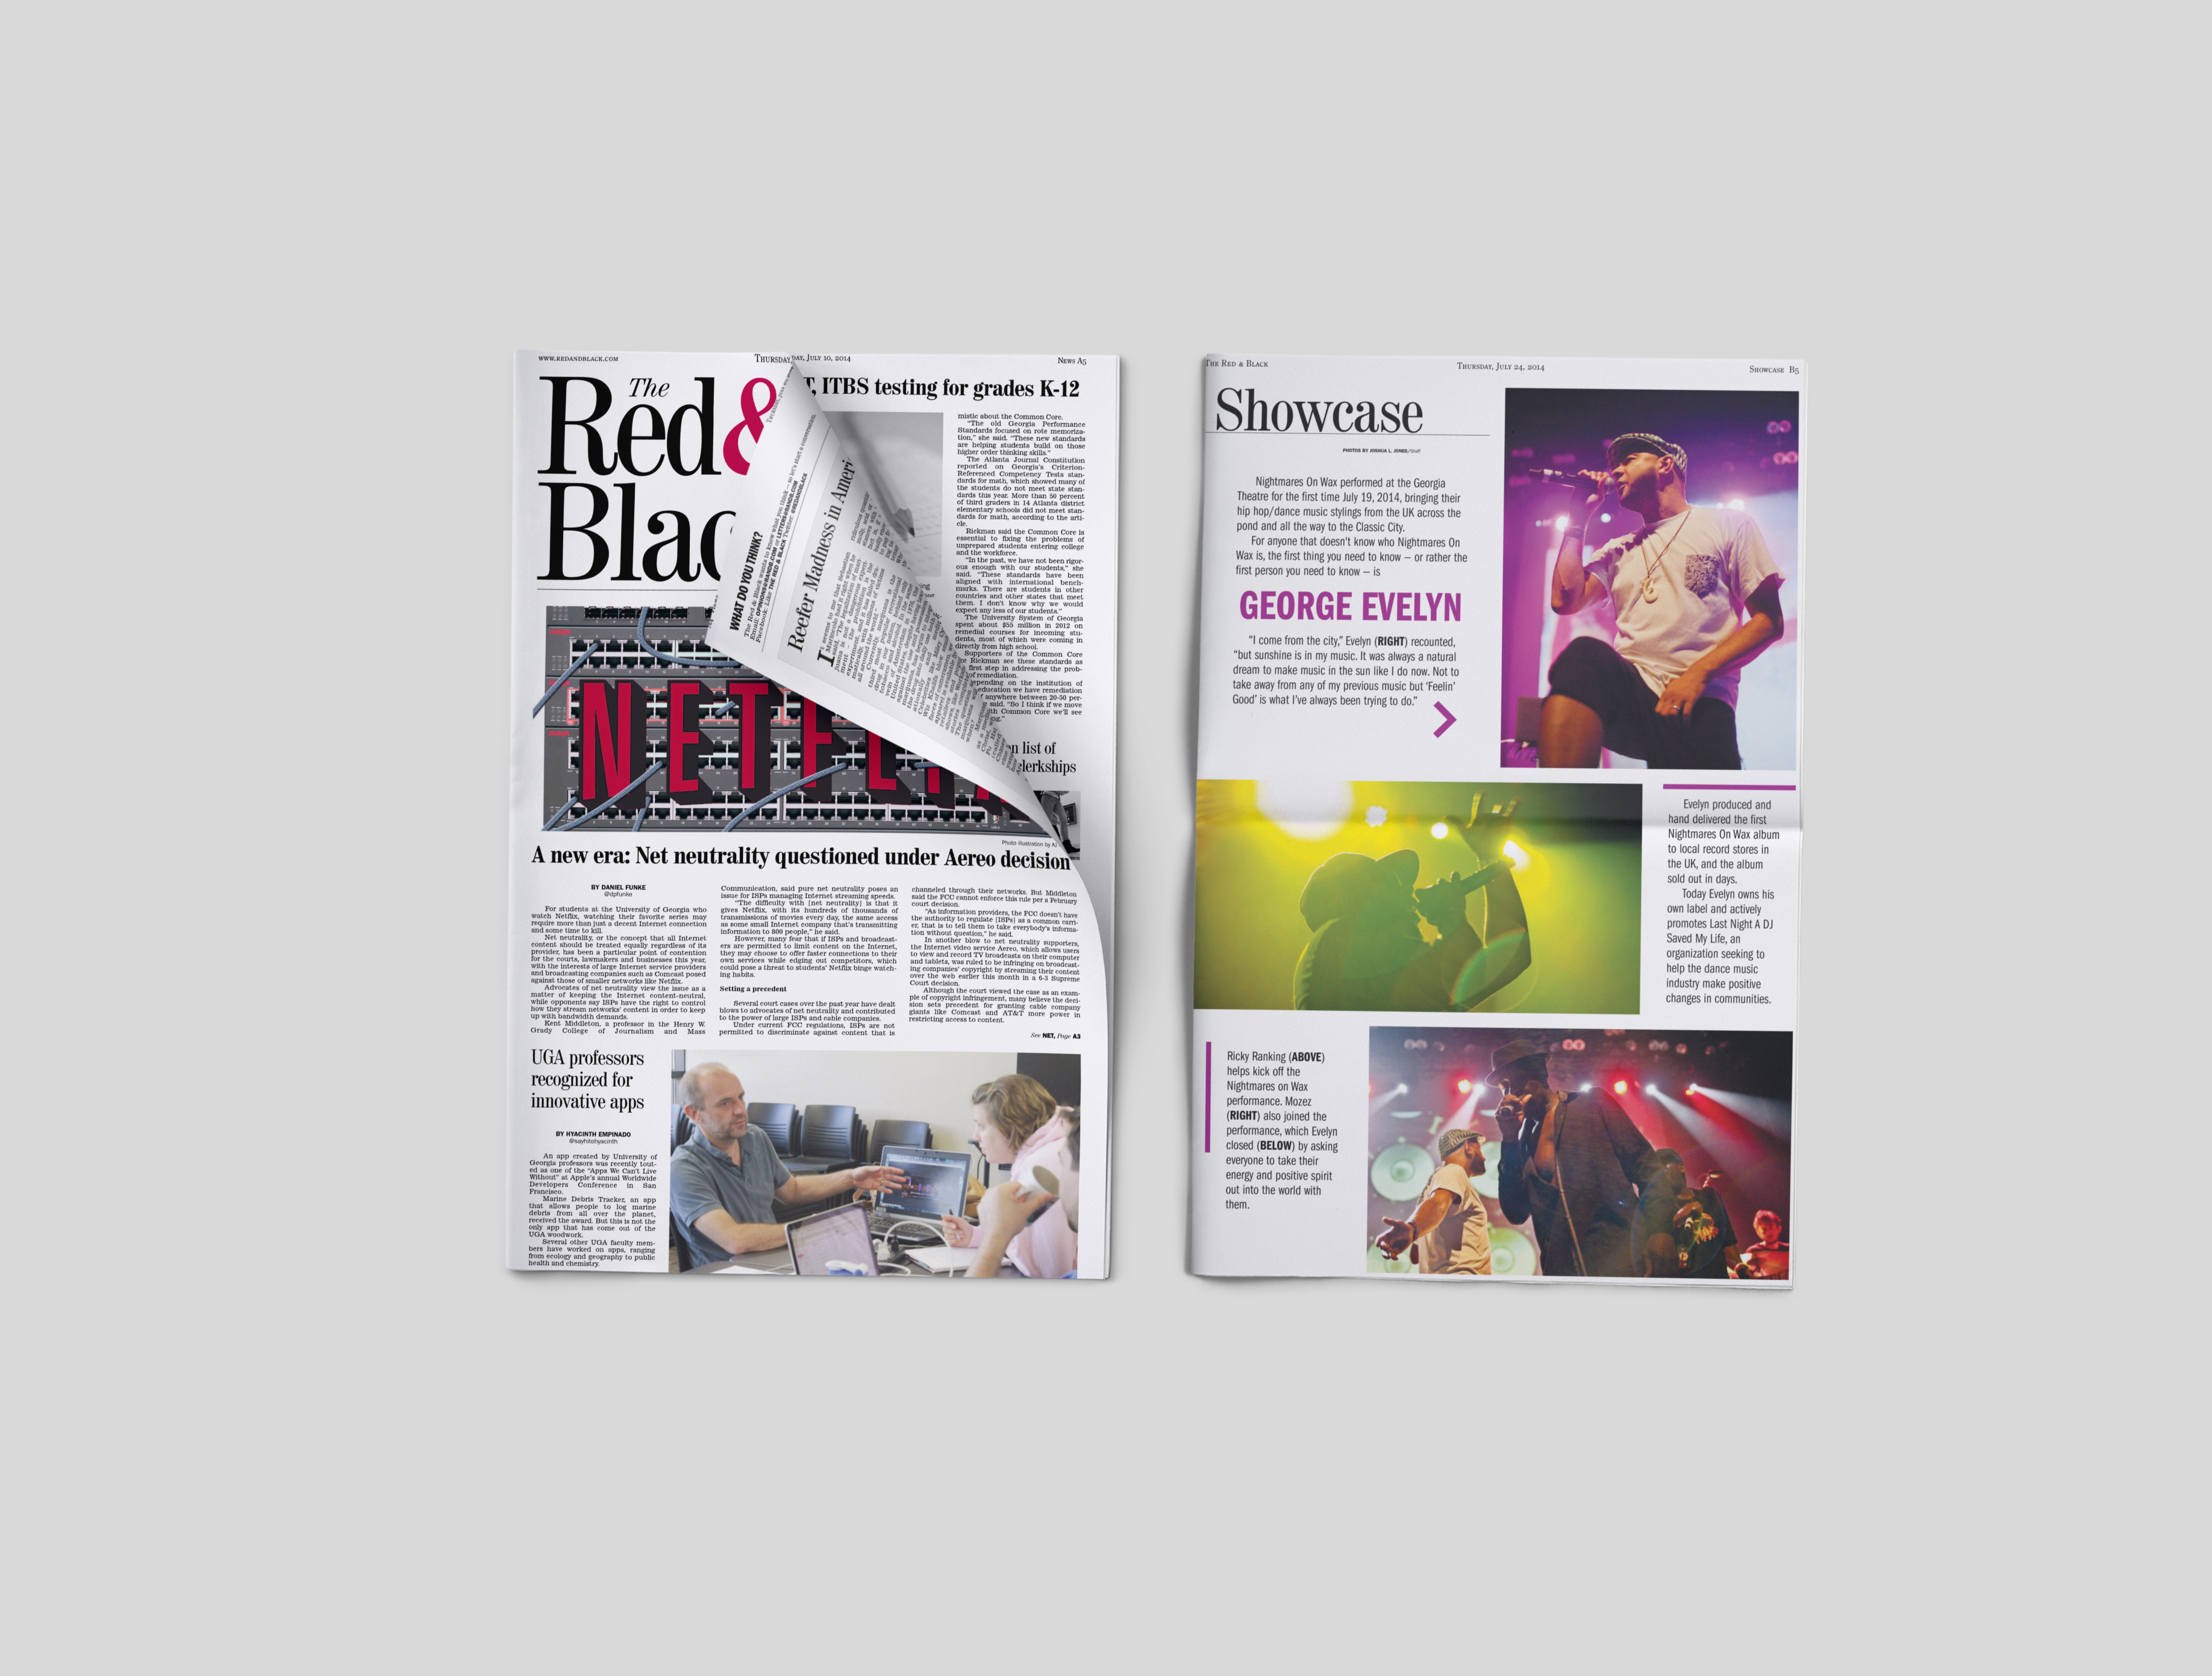 WWW.REDANDBLACK.COM
THURSDAY,
DAY, JULY 10, 2014
NEWS A5
The
Red&
Blac
T, ITBS testing for grades K-12
WHAT DO YOU THINK?
Reefer Madness in Ameri
mistic about the Common Core.
"The old Georgia Performance
Standards focused on rote memoriza-
tion," she said. "These new standards
are helping students build on those
higher order thinking skills."
The Atlanta Journal Constitution
reported on Georgia's Criterion-
Referenced Competency Tests stan-
dards for math, which showed many of
the students do not meet state stan-
dards this year. More than 50 percent
of third graders in 14 Atlanta district
elementary schools did not meet stan-
dards for math, according to the arti-
cle.
Rickman said the Common Core is
essential to fixing the problems of
unprepared students entering college
and the workforce.
"In the past, we have not been rigor-
ous enough with our students," she
said. "These standards have been
aligned with international bench-
marks. There are students in other
countries and other states that meet
them. I don't know why we would
expect any less of our students."
The University System of Georgia
spent about $55 million in 2012 on
remedial courses for incoming stu-
dents, most of which were coming in
directly from high school.
Supporters of the Common Core
Rickman see these standards as
first step in addressing the prob-
of remediation.
epending on the institution of
education we have remediation
anywhere between 20-50 per-
said. "So I think if we move
Common Core we'll see
n list of
lerkships
NETFLIX
Photo illustration by AJ
A new era: Net neutrality questioned under Aereo decision
BY DANIEL FUNKE
@dpfunke
For students at the University of Georgia who
watch Netflix, watching their favorite series may
require more than just a decent Internet connection
and some time to kill.
Net neutrality, or the concept that all Internet
content should be treated equally regardless of its
provider, has been a particular point of contention
for the courts, lawmakers and businesses this year,
with the interests of large Internet service providers
and broadcasting companies such as Comcast posed
against those of smaller networks like Netflix.
Advocates of net neutrality view the issue as a
matter of keeping the Internet content-neutral,
while opponents say ISPs have the right to control
how they stream networks' content in order to keep
up with bandwidth demands.
Kent Middleton, a professor in the Henry W.
Grady College of Journalism and Mass
Communication, said pure net neutrality poses an
issue for ISPs managing Internet streaming speeds.
"The difficulty with [net neutrality] is that it
gives Netflix, with its hundreds of thousands of
transmissions of movies every day, the same access
as some small Internet company that's transmitting
information to 800 people," he said.
However, many fear that if ISPs and broadcast-
ers are permitted to limit content on the Internet,
they may choose to offer faster connections to their
own services while edging out competitors, which
could pose a threat to students' Netflix binge watch-
ing habits.
Setting a precedent
Several court cases over the past year have dealt
blows to advocates of net neutrality and contributed
to the power of large ISPs and cable companies.
Under current FCC regulations, ISPs are not
permitted to discriminate against content that is
channeled through their networks. But Middleton
said the FCC cannot enforce this rule per a February
court decision.
"As information providers, the FCC doesn't have
the authority to regulate [ISPs] as a common carri-
er, that is to tell them to take everybody's informa-
tion without question," he said.
In another blow to net neutrality supporters,
the Internet video service Aereo, which allows users
to view and record TV broadcasts on their computer
and tablets, was ruled to be infringing on broadcast-
ing companies' copyright by streaming their content
over the web earlier this month in a 6-3 Supreme
Court decision.
Although the court viewed the case as an exam-
ple of copyright infringement, many believe the deci-
sion sets precedent for granting cable company
giants like Comcast and AT&T more power in
restricting access to content.
See NET, Page A3
UGA professors
recognized for
innovative apps
BY HYACINTH EMPINADO
@sayhitohyacinth
An app created by University of
Georgia professors was recently tout-
ed as one of the "Apps We Can't Live
Without" at Apple's annual Worldwide
Developers Conference in San
Francisco.
Marine Debris Tracker, an app
that allows people to log marine
debris from all over the planet,
received the award. But this is not the
only app that has come out of the
UGA woodwork.
Several other UGA faculty mem-
bers have worked on apps, ranging
from ecology and geography to public
health and chemistry.
THE RED & BLACK
THURSDAY, JULY 24, 2014
SHOWCASE B5
Showcase
PHOTOS BY JOSHUA L. JONES/Staff
Nightmares On Wax performed at the Georgia
Theatre for the first time July 19, 2014, bringing their
hip hop/dance music stylings from the UK across the
pond and all the way to the Classic City.
For anyone that doesn't know who Nightmares On
Wax is, the first thing you need to know — or rather the
first person you need to know — is
GEORGE EVELYN
"I come from the city," Evelyn (RIGHT) recounted,
"but sunshine is in my music. It was always a natural
dream to make music in the sun like I do now. Not to
take away from any of my previous music but 'Feelin'
Good' is what I've always been trying to do."
Evelyn produced and
hand delivered the first
Nightmares On Wax album
to local record stores in
the UK, and the album
sold out in days.
Today Evelyn owns his
own label and actively
promotes Last Night A DJ
Saved My Life, an
organization seeking to
help the dance music
industry make positive
changes in communities.
Ricky Ranking (ABOVE)
helps kick off the
Nightmares on Wax
performance. Mozez
(RIGHT) also joined the
performance, which Evelyn
closed (BELOW) by asking
everyone to take their
energy and positive spirit
out into the world with
them.